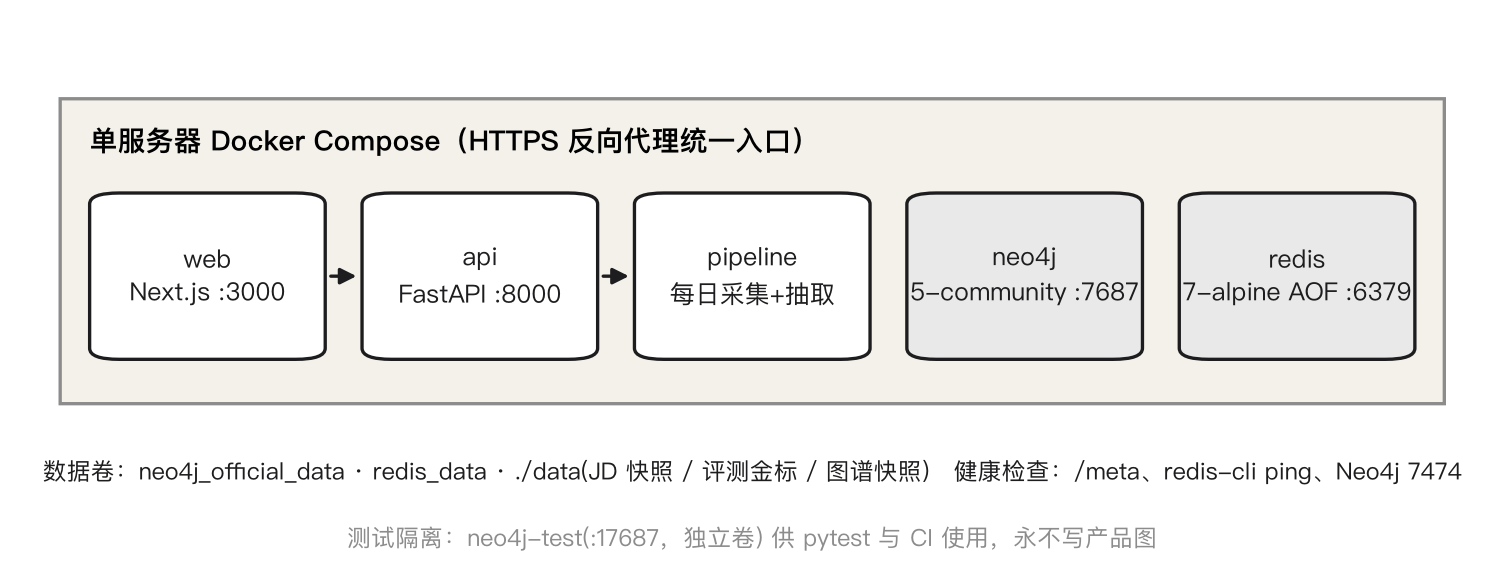 单服务器 Docker Compose（HTTPS 反向代理统一入口）
web
Next.js :3000
api
FastAPI :8000
pipeline
每日采集+抽取
neo4j
5-community :7687
redis
7-alpine AOF :6379
数据卷：neo4j_official_data · redis_data · ./data(JD 快照 / 评测金标 / 图谱快照） 健康检查：/meta、redis-cli ping、Neo4j 7474
测试隔离：neo4j-test(:17687，独立卷) 供 pytest 与 CI 使用，永不写产品图